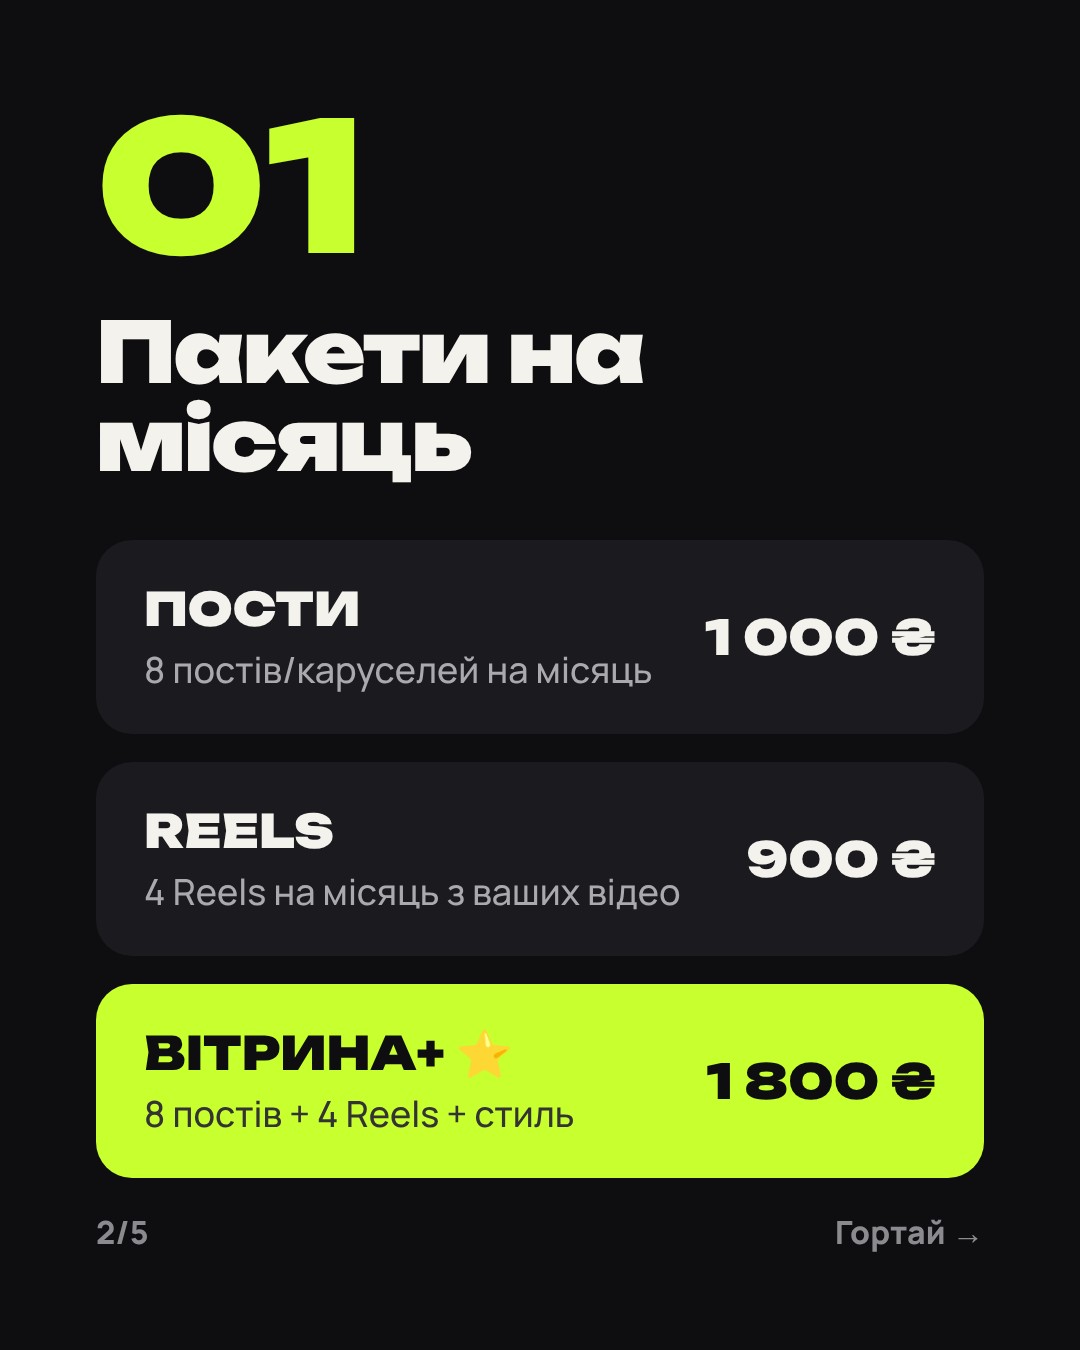 01
Пакети на
місяць
ПОСТИ
8 постів/каруселей на місяць
1 000 ₴
REELS
4 Reels на місяць з ваших відео
900 ₴
ВІТРИНА+ ⭐
8 постів + 4 Reels + стиль
1 800 ₴
2/5
Гортай →